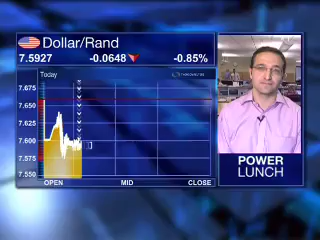 Dollar/Rand
7.5927 -0.0648 -0.85%
Today
7.675
7.650
7.625
7.600
7.575
7.550
OPEN MID CLOSE
POWER
LUNCH